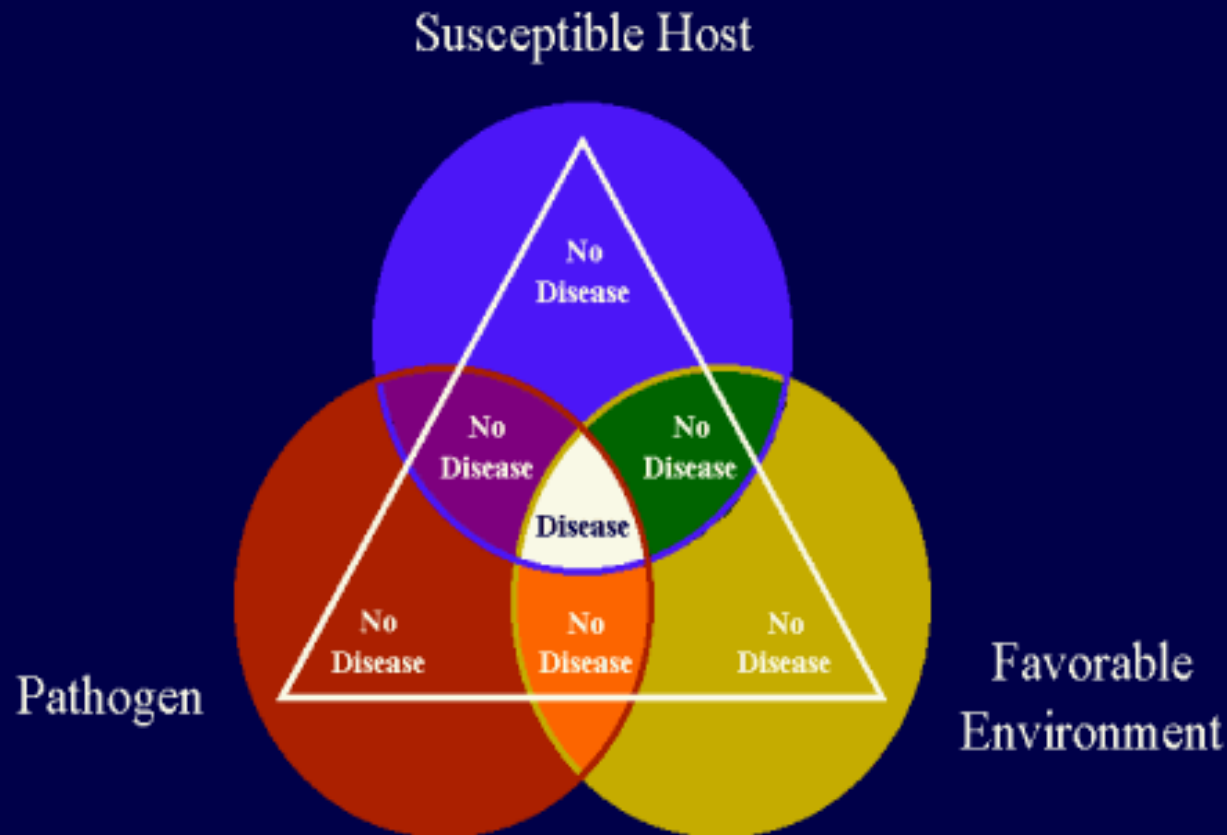 Susceptible Host
No
Disease
No
Disease
No
Disease
Disease
No
Disease
No
Disease
No
Disease
Pathogen
Favorable
Environment